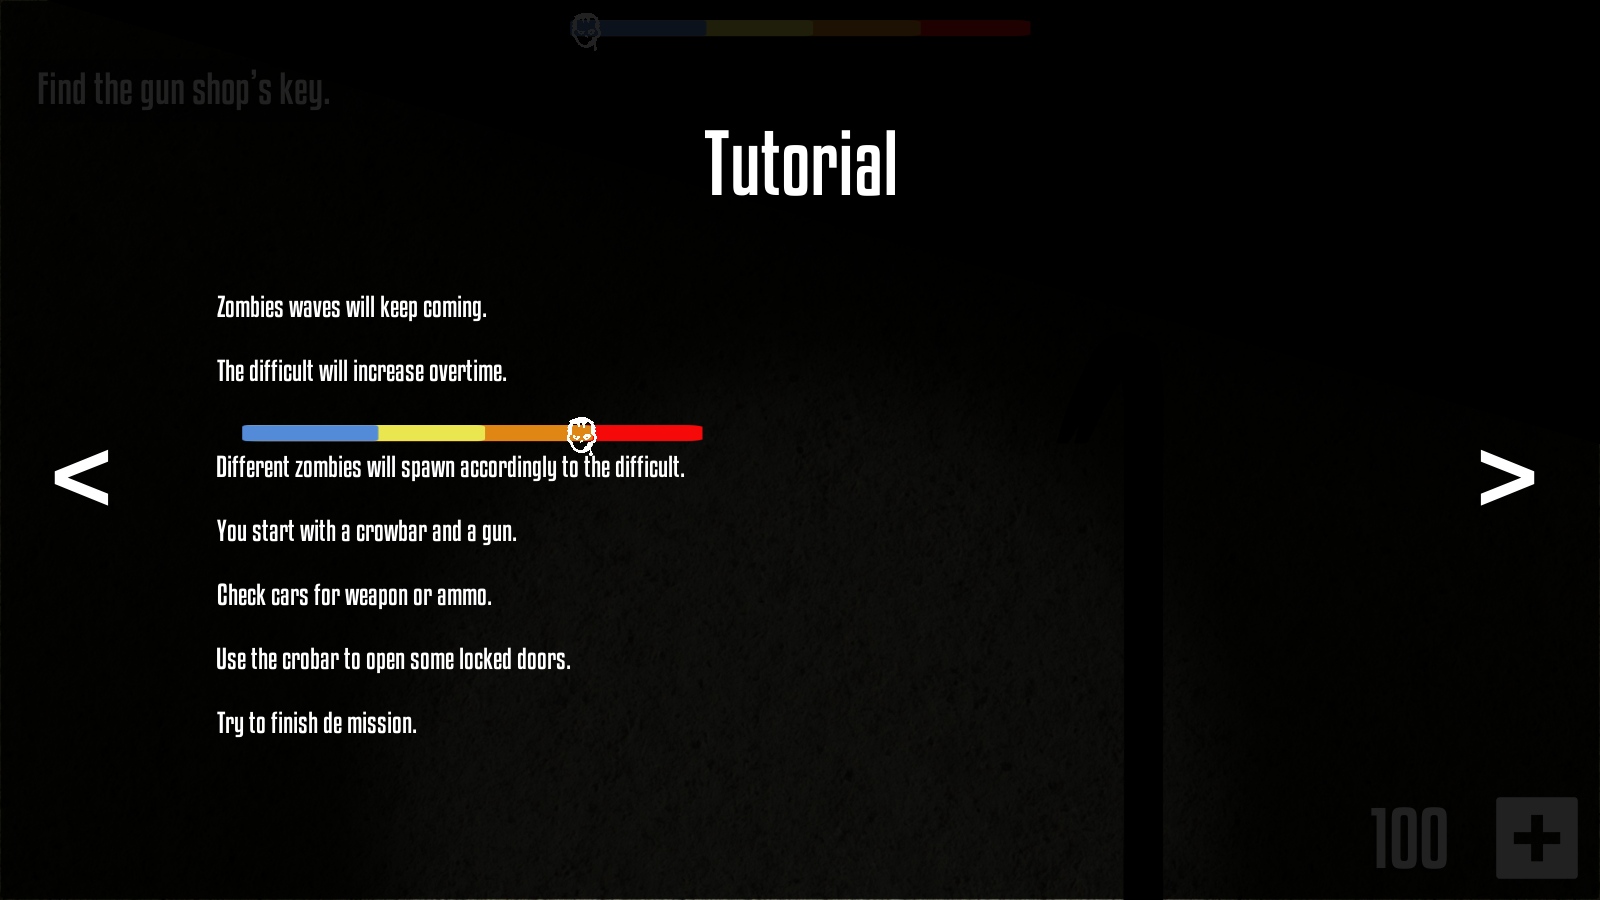 Find the gun shop's key.
Tutorial
Zombies waves will keep coming.
The difficult will increase overtime.
Different zombies will spawn accordingly to the difficult.
<
>
You start with a crowbar and a gun.
Check cars for weapon or ammo.
Use the crobar to open some locked doors.
Try to finish de mission.
100